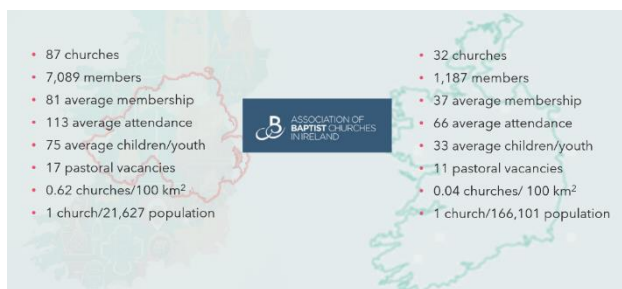 • 87 churches
• 7,089 members
• 81 average membership
• 113 average attendance
• 75 average children/youth
• 17 pastoral vacancies
• 0.62 churches/100 km²
• 1 church/21,627 population
ASSOCIATION OF
BAPTIST CHURCHES
IN IRELAND
• 32 churches
• 1,187 members
• 37 average membership
• 66 average attendance
• 33 average children/youth
• 11 pastoral vacancies
• 0.04 churches/ 100 km²
• 1 church/166,101 population